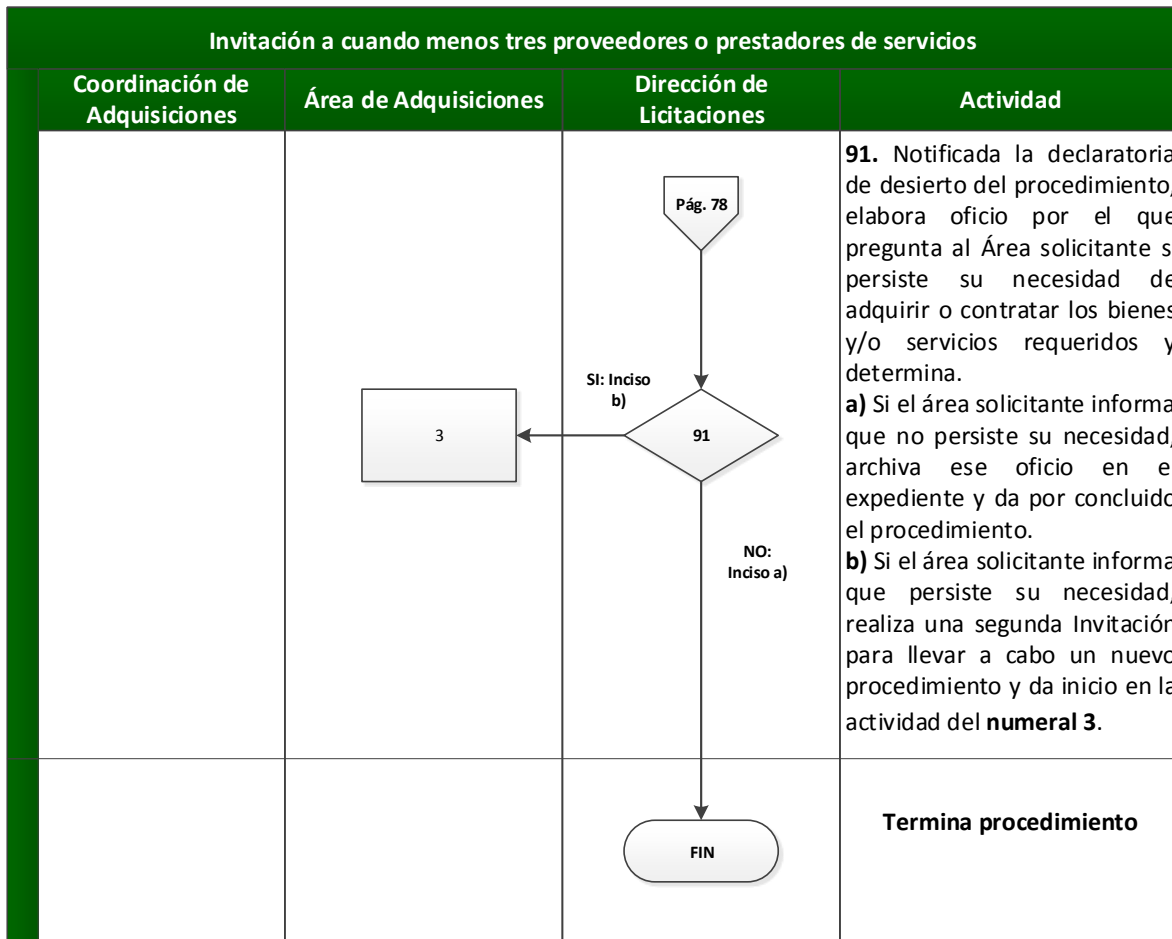 Invitación a cuando menos tres proveedores o prestadores de servicios
Coordinación de
Adquisiciones
Área de Adquisiciones
Dirección de
Licitaciones
Actividad
Pág. 78
SI: Inciso
b)
3
91
NO:
Inciso a)
91. Notificada la declaratoria
de desierto del procedimiento,
elabora oficio por el que
pregunta al Área solicitante s
persiste su necesidad de
adquirir o contratar los bienes
y/o servicios requeridos y
determina.
a) Si el área solicitante informa
que no persiste su necesidad,
archiva ese oficio en e
expediente y da por concluido
el procedimiento.
b) Si el área solicitante informa
que persiste su necesidad,
realiza una segunda Invitación
para llevar a cabo un nuevo
procedimiento y da inicio en la
actividad del numeral 3.
FIN
Termina procedimiento